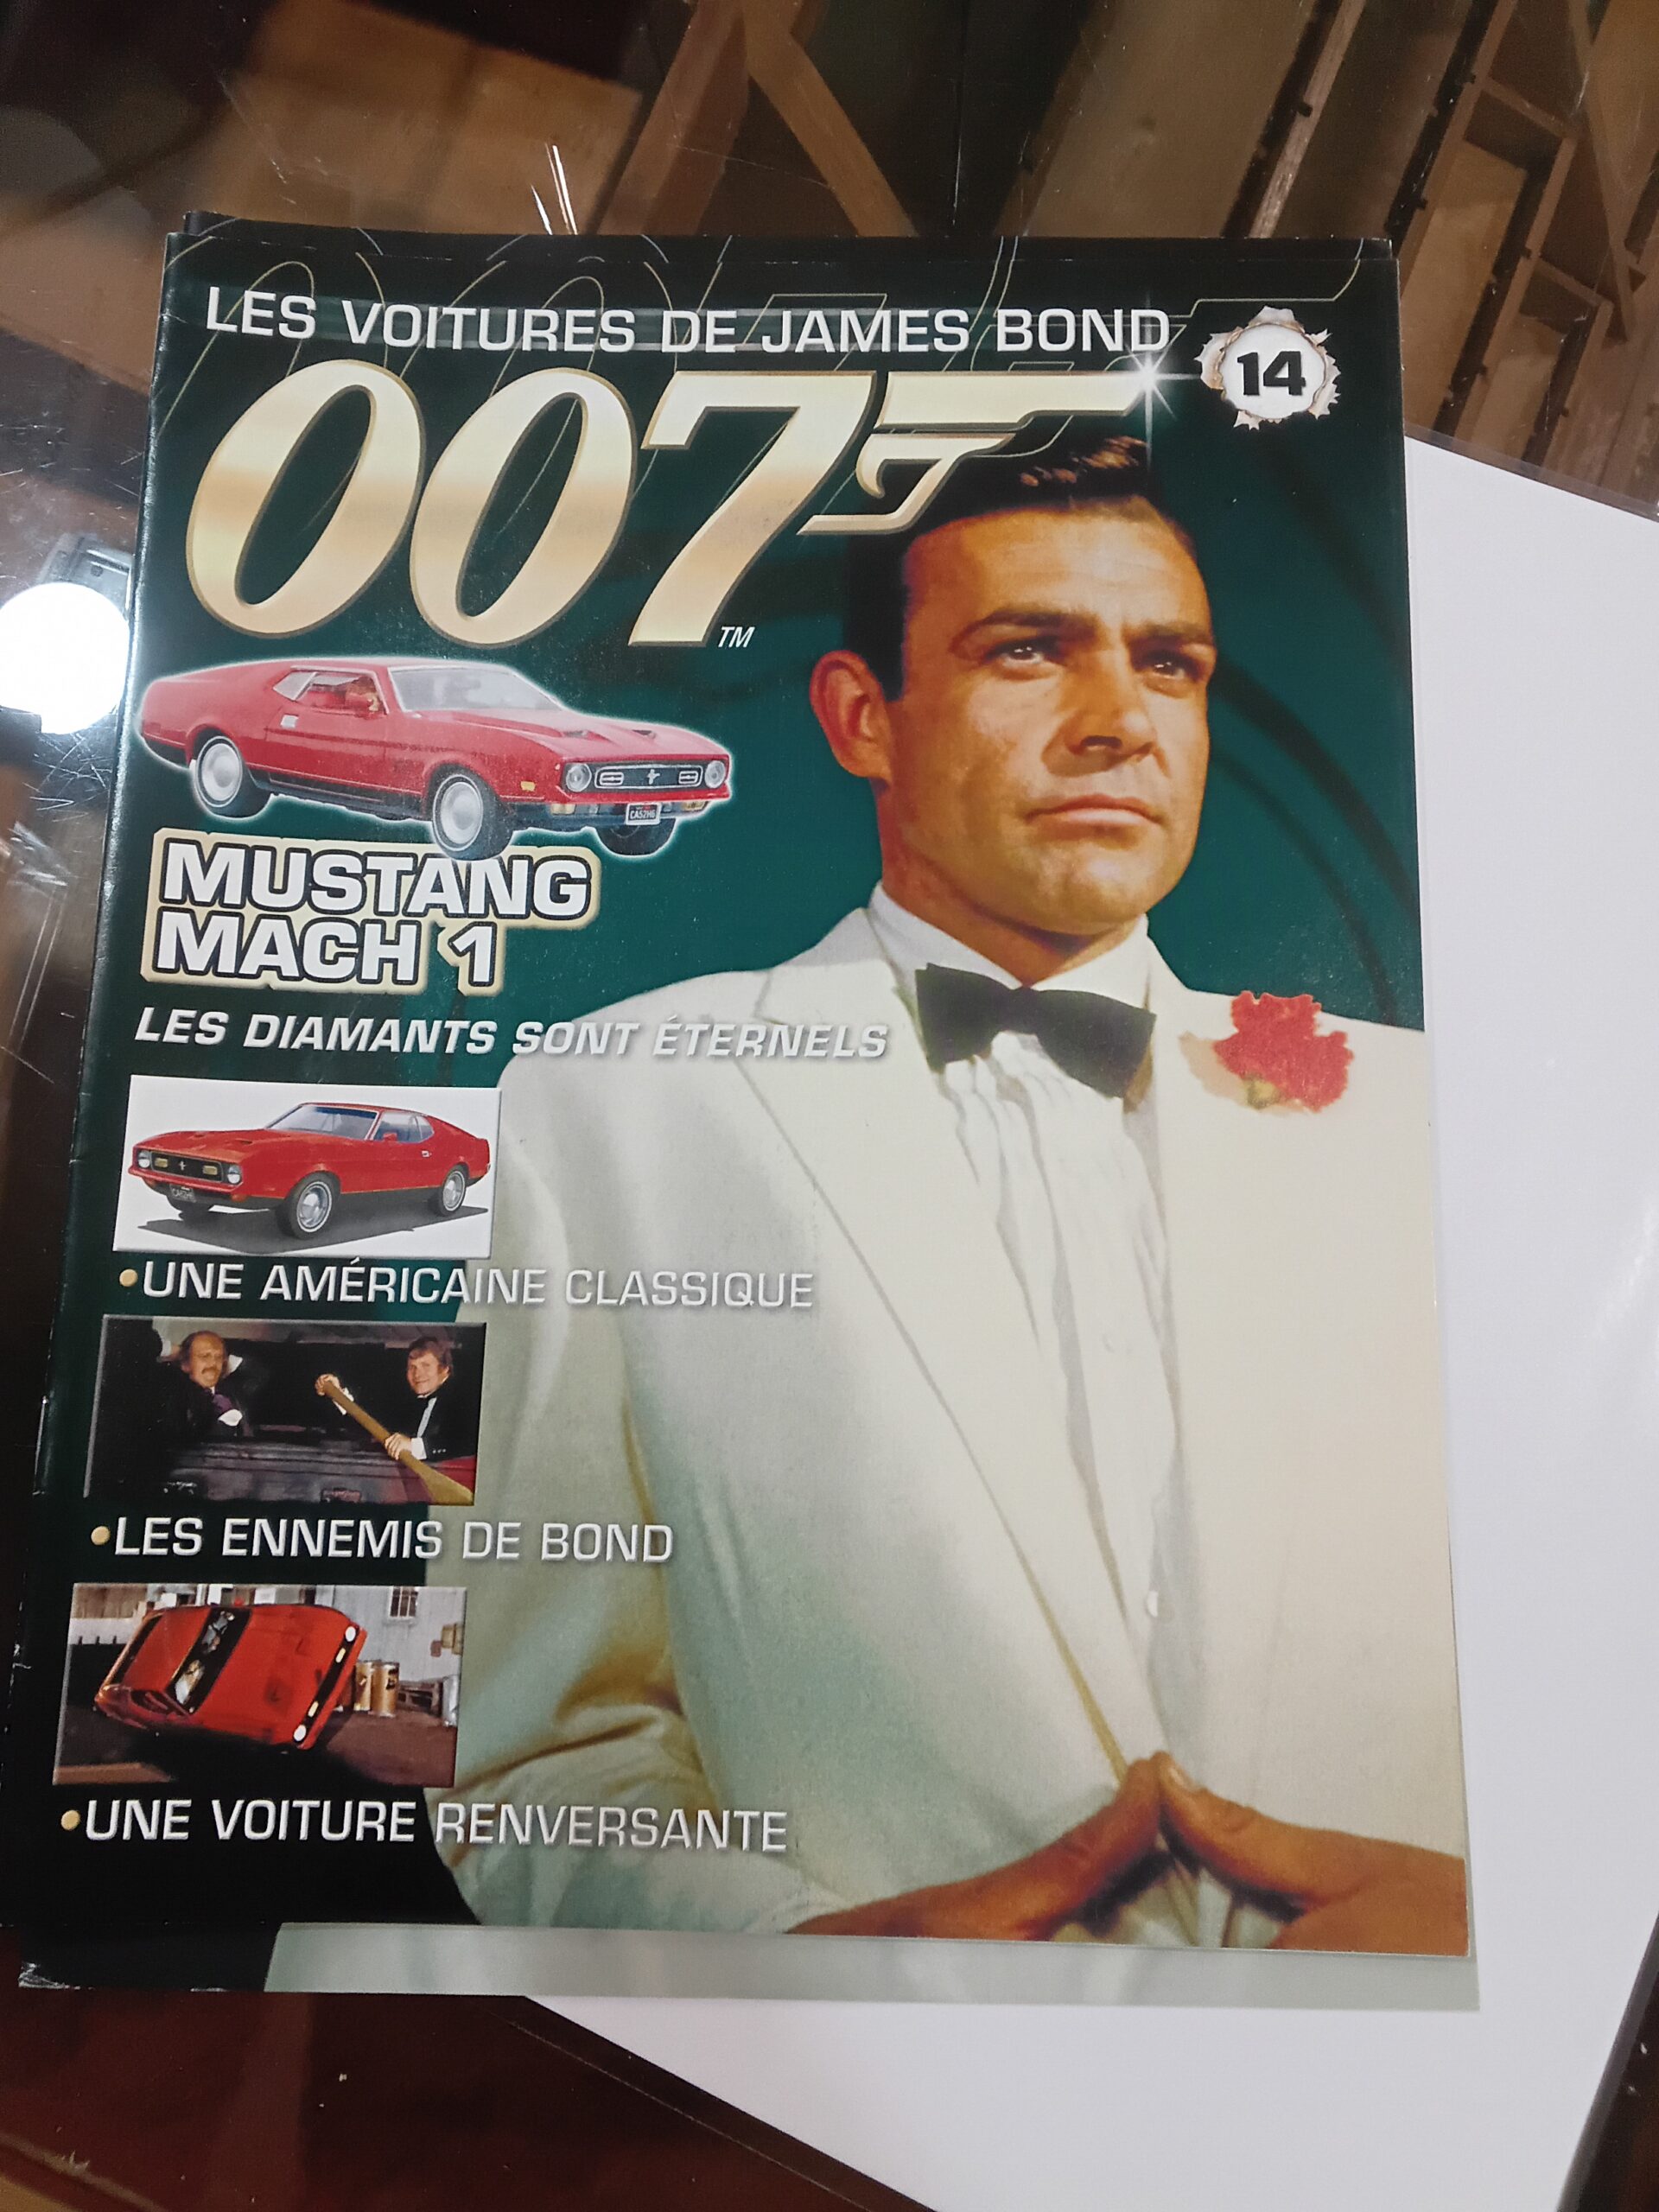 LES VOITURES DE JAMES BOND
14
007
TM
CA52H6
MUSTANG
MACH 1
LES DIAMANTS SONT ÉTERNELS
•UNE AMÉRICAINE CLASSIQUE
•LES ENNEMIS DE BOND
•UNE VOITURE RENVERSANTE